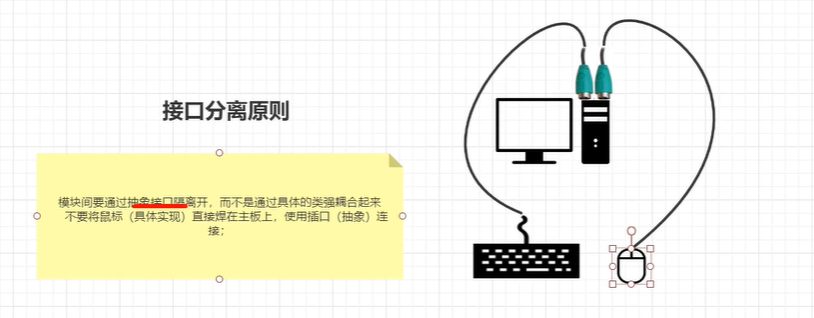 接口分离原则
模块间要通过抽象接口隔离开，而不是通过具体的类强耦合起来
不要将鼠标（具体实现）直接焊在主板上，使用插口（抽象）连
接；